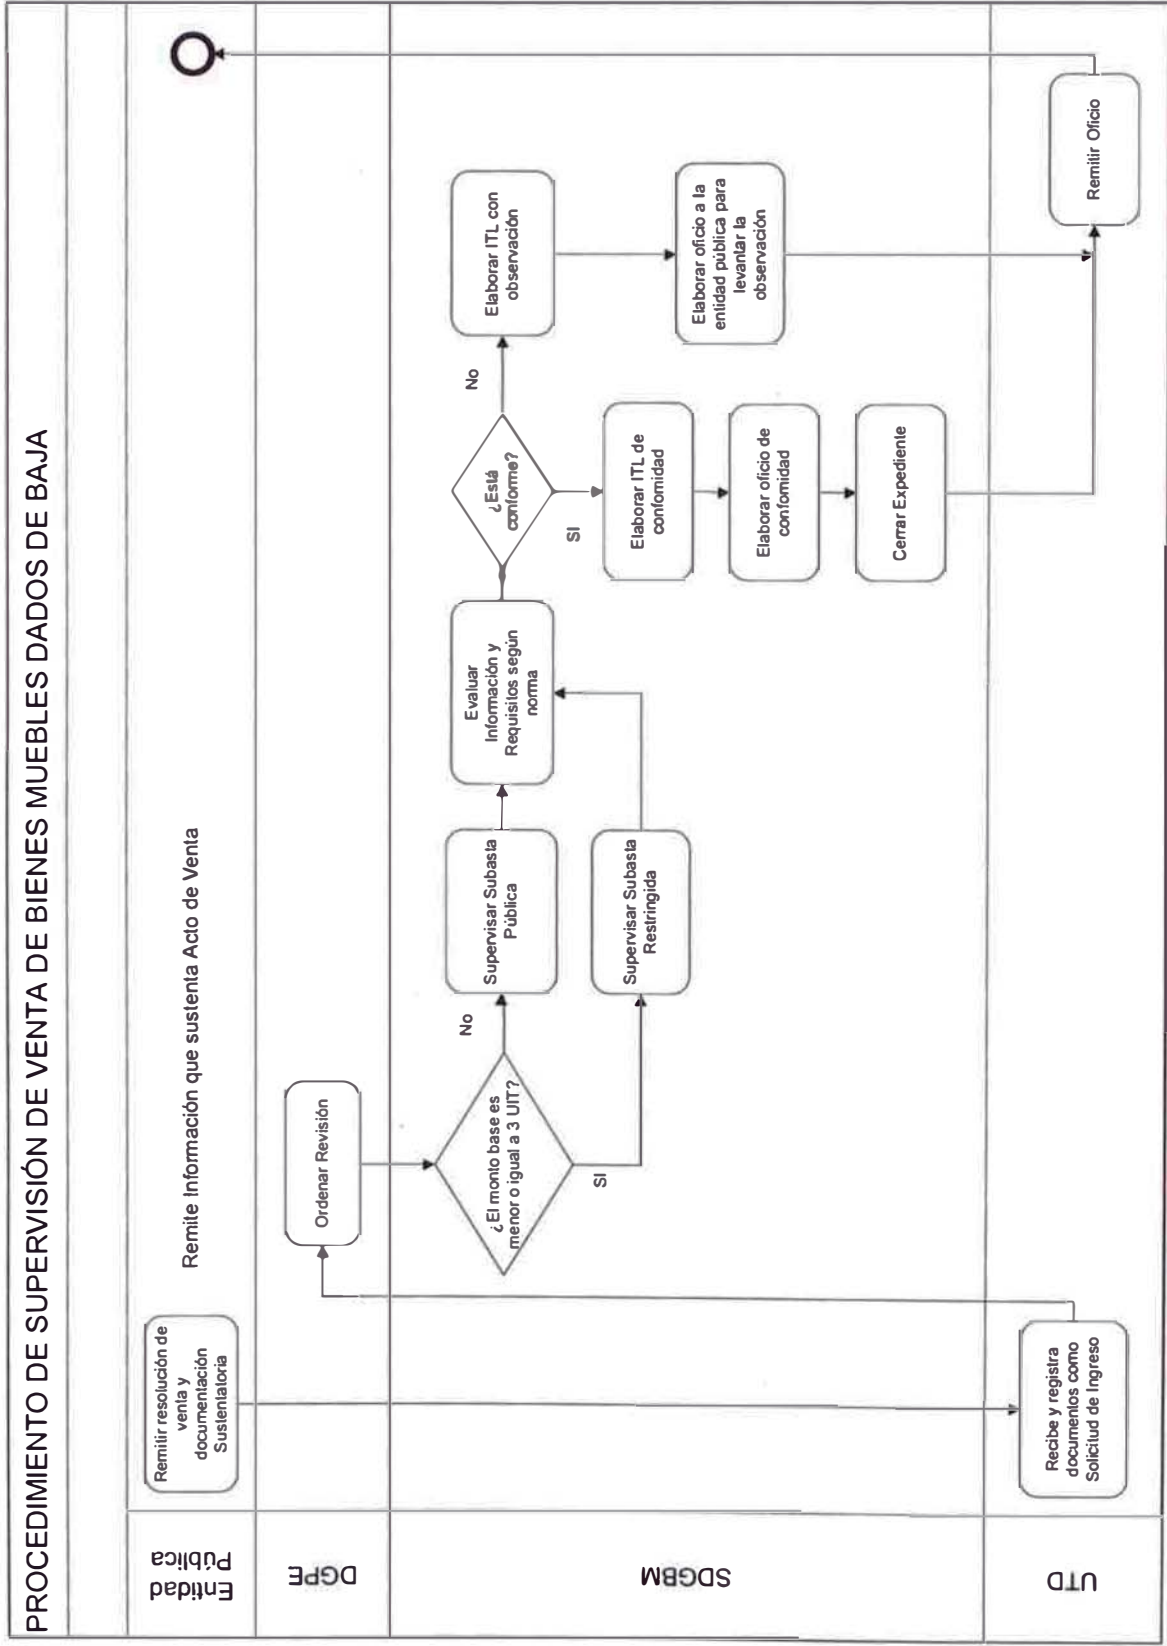 PROCEDIMIENTO DE SUPERVISIÓN DE VENTA DE BIENES MUEBLES DADOS DE BAJA
Entidad
Pública
Remitir resolución de
venta y
documentación
Sustentatoria
Remite Información que sustenta Acto de Venta
DGPE
Ordenar Revisión
SDGBM
¿El monto base es
menor o igual a 3 UIT?
No
SI
Supervisar Subasta
Pública
Supervisar Subasta
Restringida
Evaluar
Información y
Requisitos según
norma
¿Está
conforme?
No
SI
Elaborar ITL con
observación
Elaborar oficio a la
entidad pública para
levantar la
observación
Elaborar ITL de
conformidad
Elaborar oficio de
conformidad
Cerrar Expediente
UTD
Recibe y registra
documentos como
Solicitud de Ingreso
Remitir Oficio